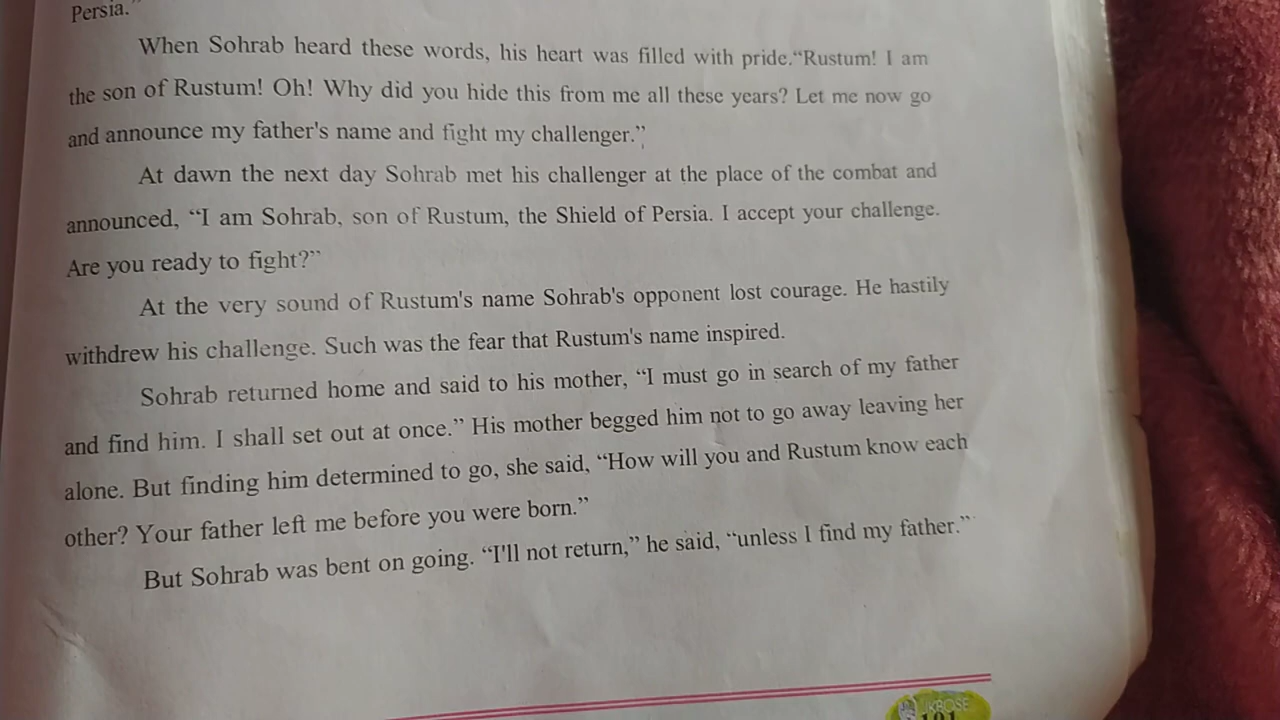 Persia."
When Sohrab heard these words, his heart was filled with pride.“Rustum! I am
the son of Rustum! Oh! Why did you hide this from me all these years? Let me now go
and announce my father's name and fight my challenger.”
At dawn the next day Sohrab met his challenger at the place of the combat and
announced, “I am Sohrab, son of Rustum, the Shield of Persia. I accept your challenge.
Are you ready to fight?”
At the very sound of Rustum's name Sohrab's opponent lost courage. He hastily
withdrew his challenge. Such was the fear that Rustum's name inspired.
Sohrab returned home and said to his mother, “I must go in search of my father
and find him. I shall set out at once.” His mother begged him not to go away leaving her
alone. But finding him determined to go, she said, “How will you and Rustum know each
other? Your father left me before you were born.”
But Sohrab was bent on going. “I'll not return,” he said, “unless I find my father.”